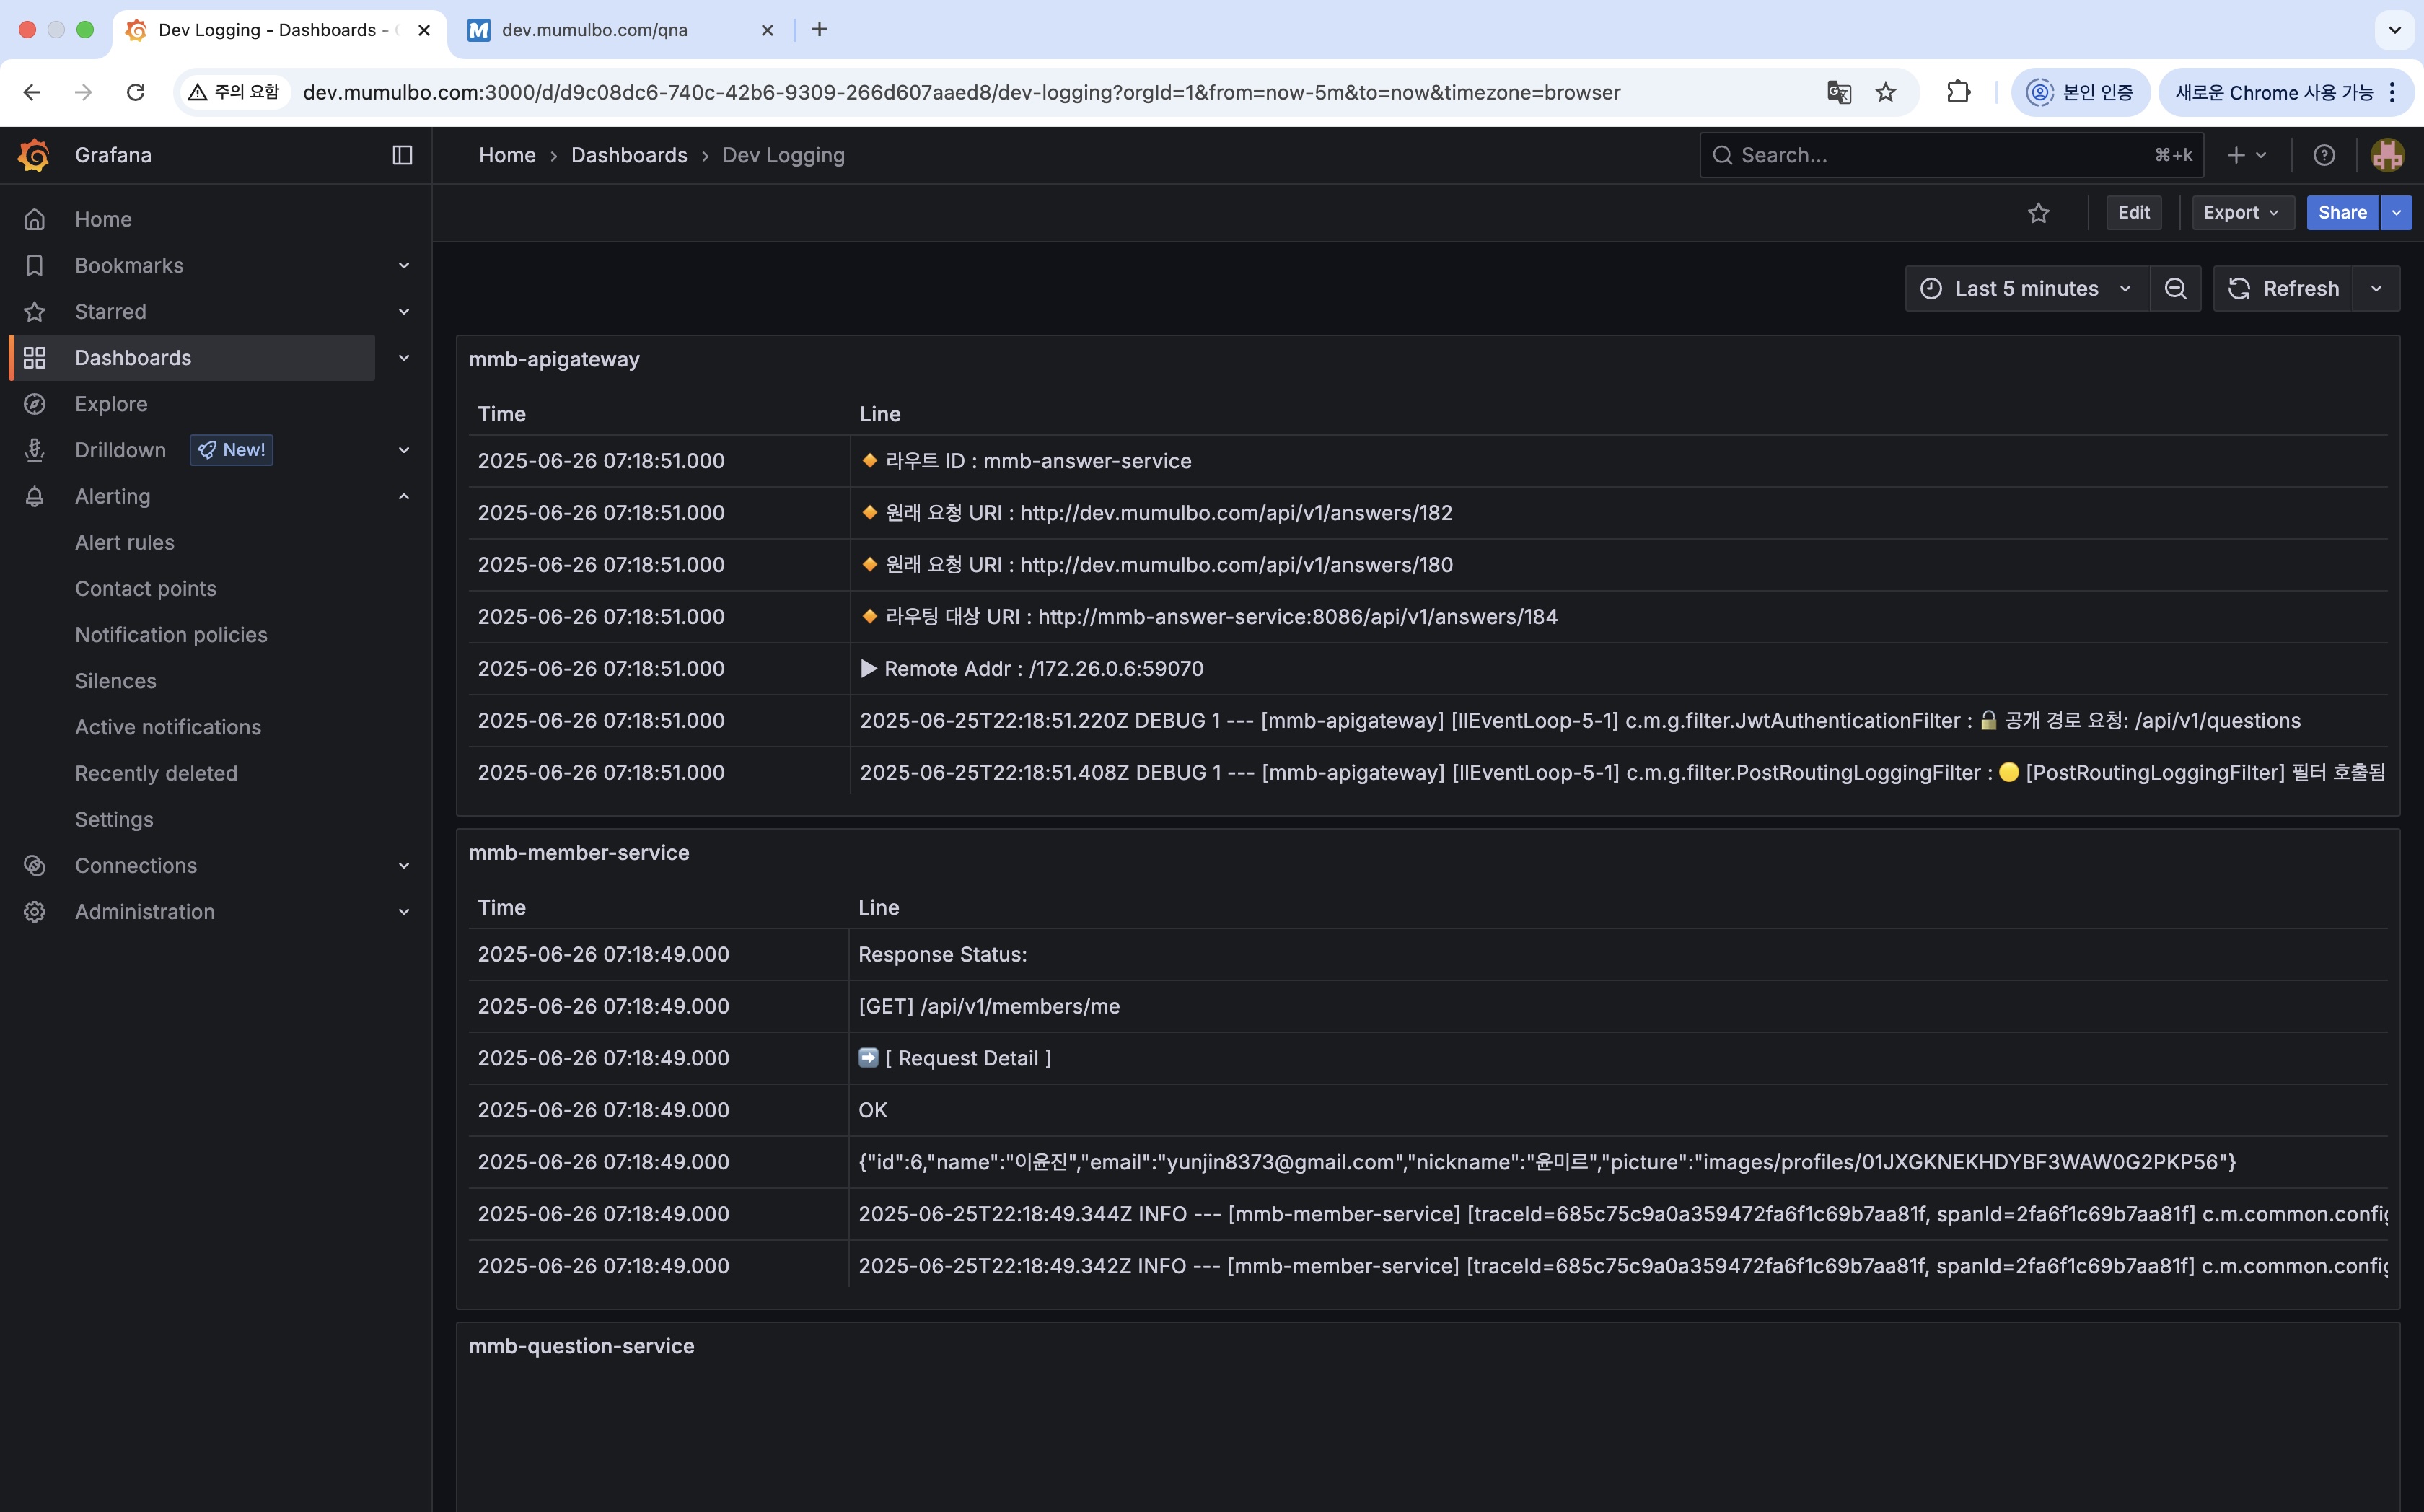 Dev Logging - Dashboards -
dev.mumulbo.com/qna
주의 요함
dev.mumulbo.com:3000/d/d9c08dc6-740c-42b6-9309-266d607aaed8/dev-logging?orgId=1&from=now-5m&to=now&timezone=browser
본인 인증
새로운 Chrome 사용 가능
Grafana
Home › Dashboards › Dev Logging
Search...
⌘+k
Edit
Export
Share
Home
Bookmarks
Starred
Dashboards
Explore
Drilldown
New!
Alerting
Alert rules
Contact points
Notification policies
Silences
Active notifications
Recently deleted
Settings
Connections
Administration
Last 5 minutes
Refresh
mmb-apigateway
Time Line
2025-06-26 07:18:51.000 🔸 라우트 ID : mmb-answer-service
2025-06-26 07:18:51.000 🔸 원래 요청 URI : http://dev.mumulbo.com/api/v1/answers/182
2025-06-26 07:18:51.000 🔸 원래 요청 URI : http://dev.mumulbo.com/api/v1/answers/180
2025-06-26 07:18:51.000 🔸 라우팅 대상 URI : http://mmb-answer-service:8086/api/v1/answers/184
2025-06-26 07:18:51.000 ▶ Remote Addr : /172.26.0.6:59070
2025-06-26 07:18:51.000 2025-06-25T22:18:51.220Z DEBUG 1 --- [mmb-apigateway] [llEventLoop-5-1] c.m.g.filter.JwtAuthenticationFilter : 🔓 공개 경로 요청: /api/v1/questions
2025-06-26 07:18:51.000 2025-06-25T22:18:51.408Z DEBUG 1 --- [mmb-apigateway] [llEventLoop-5-1] c.m.g.filter.PostRoutingLoggingFilter : 🟡 [PostRoutingLoggingFilter] 필터 호출됨
mmb-member-service
Time Line
2025-06-26 07:18:49.000 Response Status:
2025-06-26 07:18:49.000 [GET] /api/v1/members/me
2025-06-26 07:18:49.000 ➡️ [ Request Detail ]
2025-06-26 07:18:49.000 OK
2025-06-26 07:18:49.000 {"id":6,"name":"이윤진","email":"yunjin8373@gmail.com","nickname":"윤미르","picture":"images/profiles/01JXGKNEKHDYBF3WAW0G2PKP56"}
2025-06-26 07:18:49.000 2025-06-25T22:18:49.344Z INFO --- [mmb-member-service] [traceId=685c75c9a0a359472fa6f1c69b7aa81f, spanId=2fa6f1c69b7aa81f] c.m.common.config
2025-06-26 07:18:49.000 2025-06-25T22:18:49.342Z INFO --- [mmb-member-service] [traceId=685c75c9a0a359472fa6f1c69b7aa81f, spanId=2fa6f1c69b7aa81f] c.m.common.config
mmb-question-service